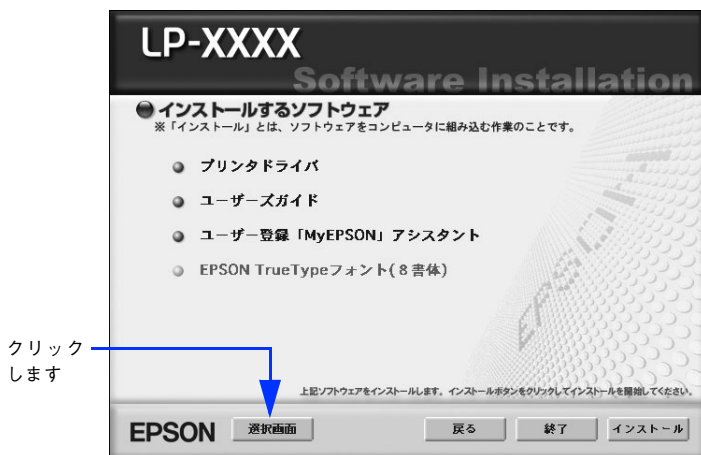 LP-XXXX
Software Installation
インストールするソフトウェア
※「インストール」とは、ソフトウェアをコンピュータに組み込む作業のことです。
プリンタドライバ
ユーザーズガイド
ユーザー登録「MyEPSON」アシスタント
EPSON TrueTypeフォント(8書体)
EPSON
クリック
します
上記ソフトウェアをインストールします。インストールボタンをクリックしてインストールを開始してください。
EPSON 選択画面 戻る 終了 インストール